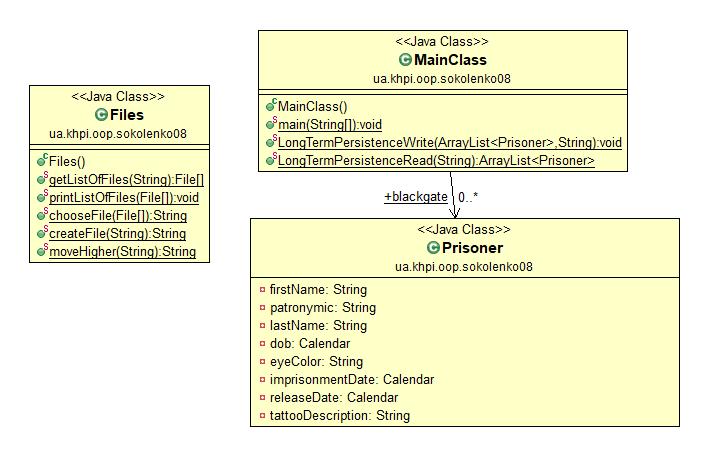 <<Java Class>>
Files
ua.khpi.oop.sokolenko08
Files()
getListOfFiles(String):File[]
printListOfFiles(File[]):void
chooseFile(File[]):String
createFile(String):String
moveHigher(String):String
<<Java Class>>
MainClass
ua.khpi.oop.sokolenko08
MainClass()
main(String[]):void
LongTermPersistenceWrite(ArrayList<Prisoner>,String):void
LongTermPersistenceRead(String):ArrayList<Prisoner>
+blackgate 0..*
<<Java Class>>
Prisoner
ua.khpi.oop.sokolenko08
firstName: String
patronymic: String
lastName: String
dob: Calendar
eyeColor: String
imprisonmentDate: Calendar
releaseDate: Calendar
tattooDescription: String